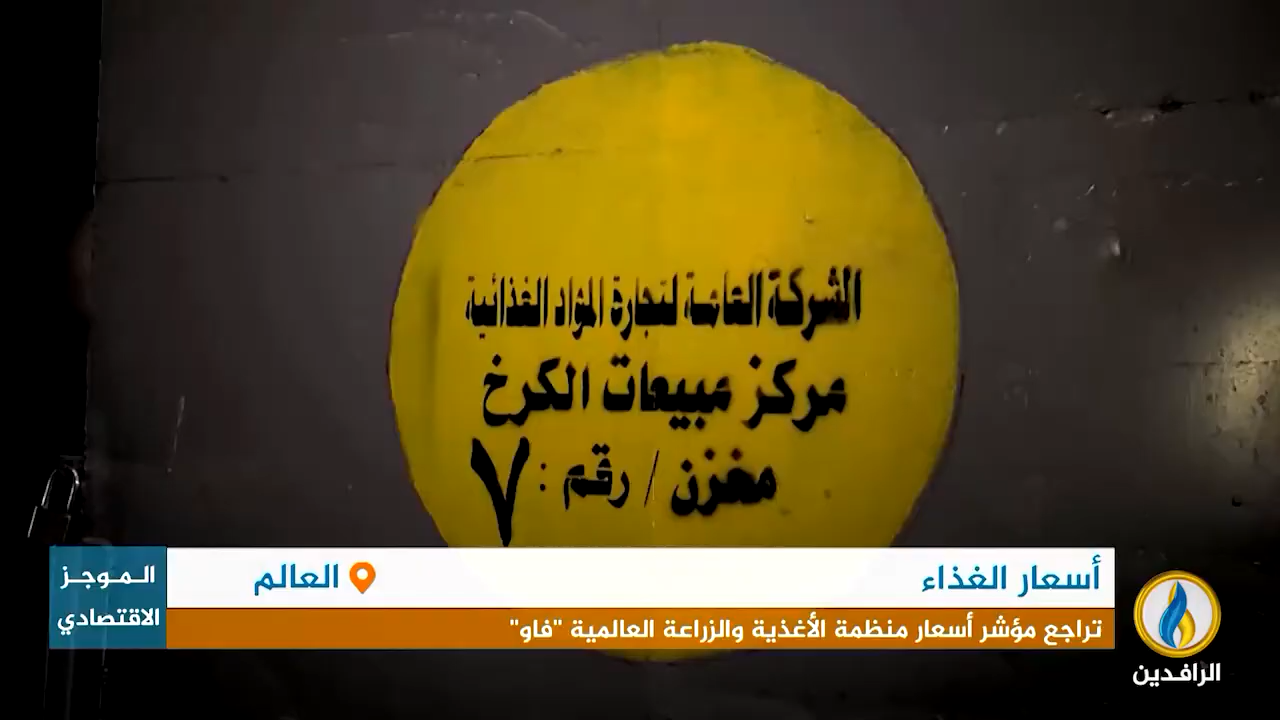 الشركة العامة لتجارة المواد الغذائية
مركز مبيعات الكرخ
مخزن / رقم : ٧
أسعار الغذاء
العالم
تراجع مؤشر أسعار منظمة الأغذية والزراعة العالمية "فاو"
الـمـوجـز
الاقتصادي
الرافدين